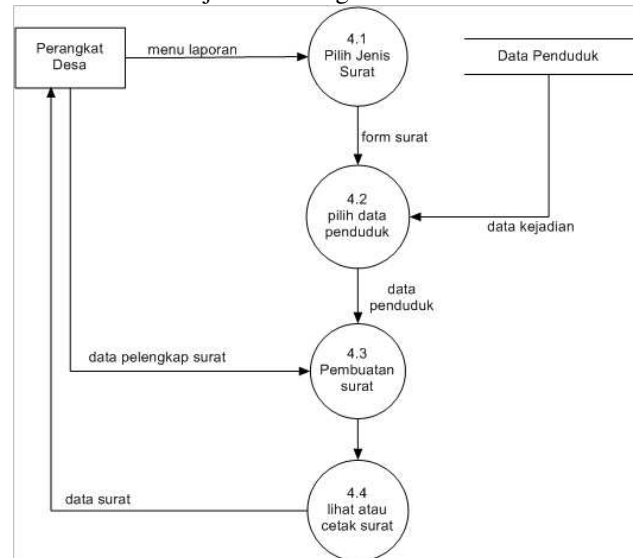 Perangkat
Desa
menu laporan
4.1
Pilih Jenis
Surat
Data Penduduk
form surat
4.2
pilih data
penduduk
data kejadian
data
penduduk
data pelengkap surat
4.3
Pembuatan
surat
data surat
4.4
lihat atau
cetak surat